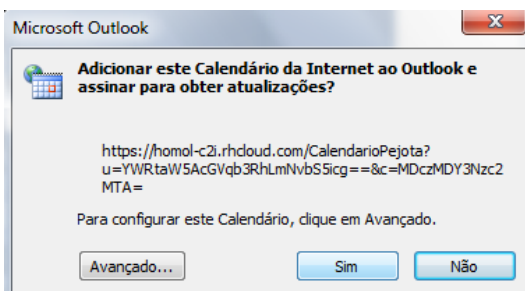 Microsoft Outlook
Adicionar este Calendário da Internet ao Outlook e
assinar para obter atualizações?
https://homol-c2i.rhcloud.com/CalendarioPejota?
u=YWRtaW5AcGVqb3RhLmNvbS5icg==&c=MDczMDY3Nzc2
MTA=
Para configurar este Calendário, clique em Avançado.
Avançado...
Sim
Não